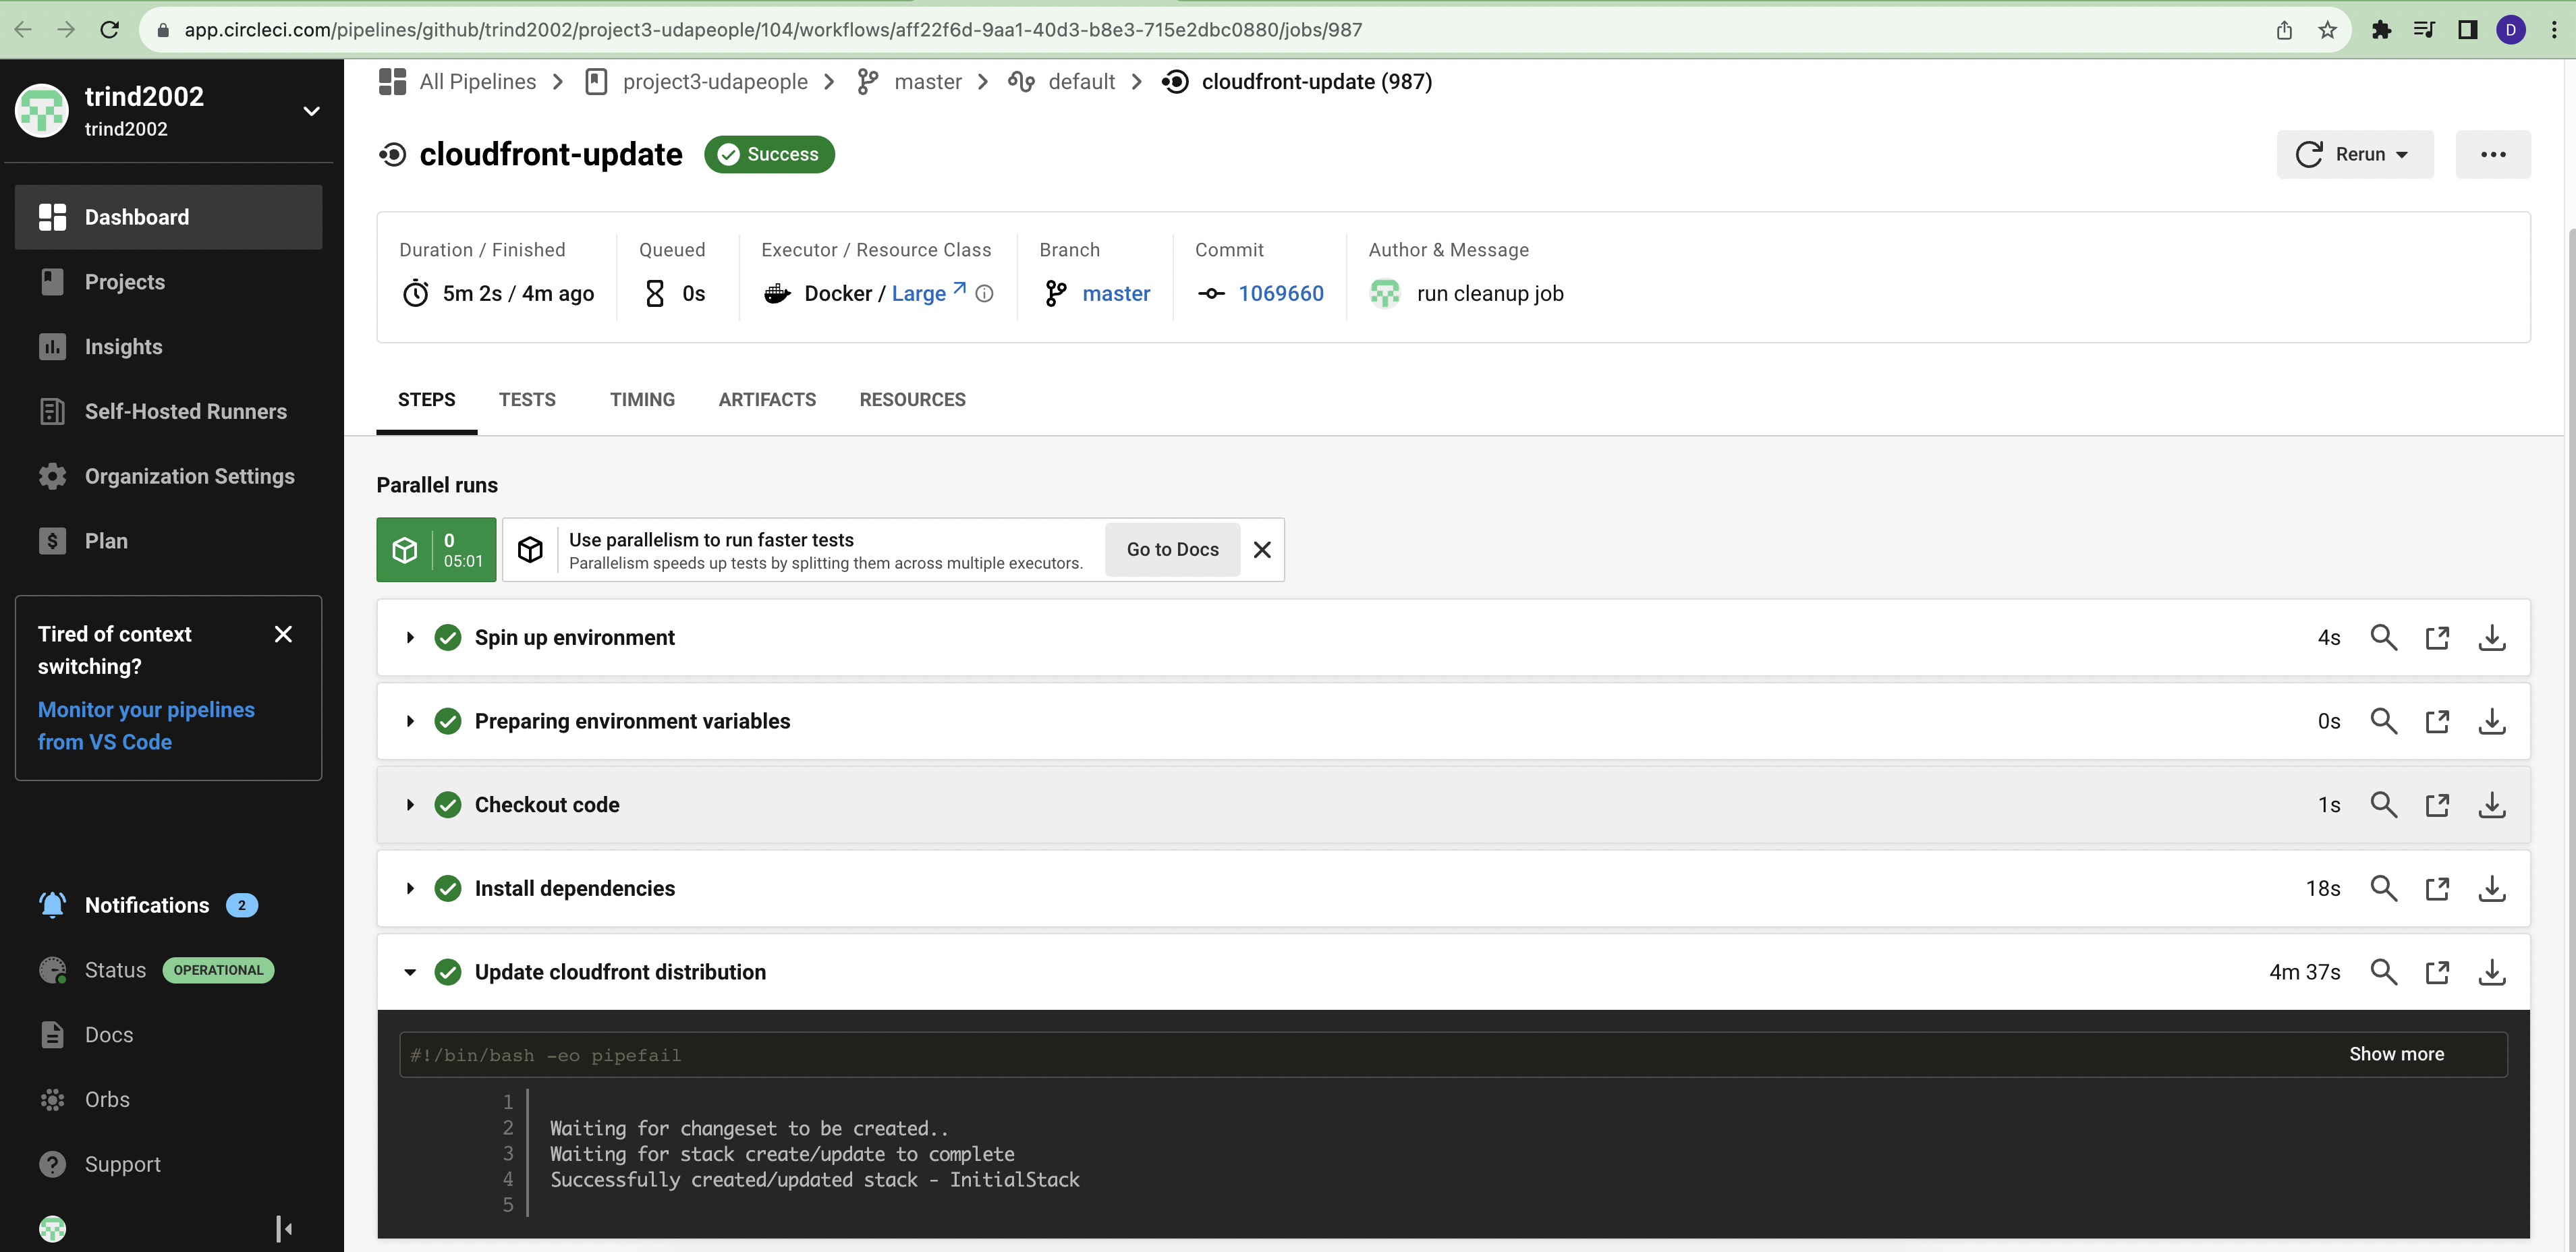 app.circleci.com/pipelines/github/trind2002/project3-udapeople/104/workflows/aff22f6d-9aa1-40d3-b8e3-715e2dbc0880/jobs/987
D
trind2002
trind2002
Dashboard
Projects
Insights
Self-Hosted Runners
Organization Settings
Plan
Tired of context
switching?
Monitor your pipelines
from VS Code
Notifications 2
Status OPERATIONAL
Docs
Orbs
Support
All Pipelines project3-udapeople master default cloudfront-update (987)
cloudfront-update Success Rerun
Duration / Finished Queued Executor / Resource Class Branch Commit Author & Message
5m 2s / 4m ago 0s Docker / Large master 1069660 run cleanup job
STEPS TESTS TIMING ARTIFACTS RESOURCES
Parallel runs
0
05:01
Use parallelism to run faster tests
Parallelism speeds up tests by splitting them across multiple executors.
Go to Docs
Spin up environment 4s
Preparing environment variables 0s
Checkout code 1s
Install dependencies 18s
Update cloudfront distribution 4m 37s
#!/bin/bash -eo pipefail Show more
1
2 Waiting for changeset to be created..
3 Waiting for stack create/update to complete
4 Successfully created/updated stack - InitialStack
5